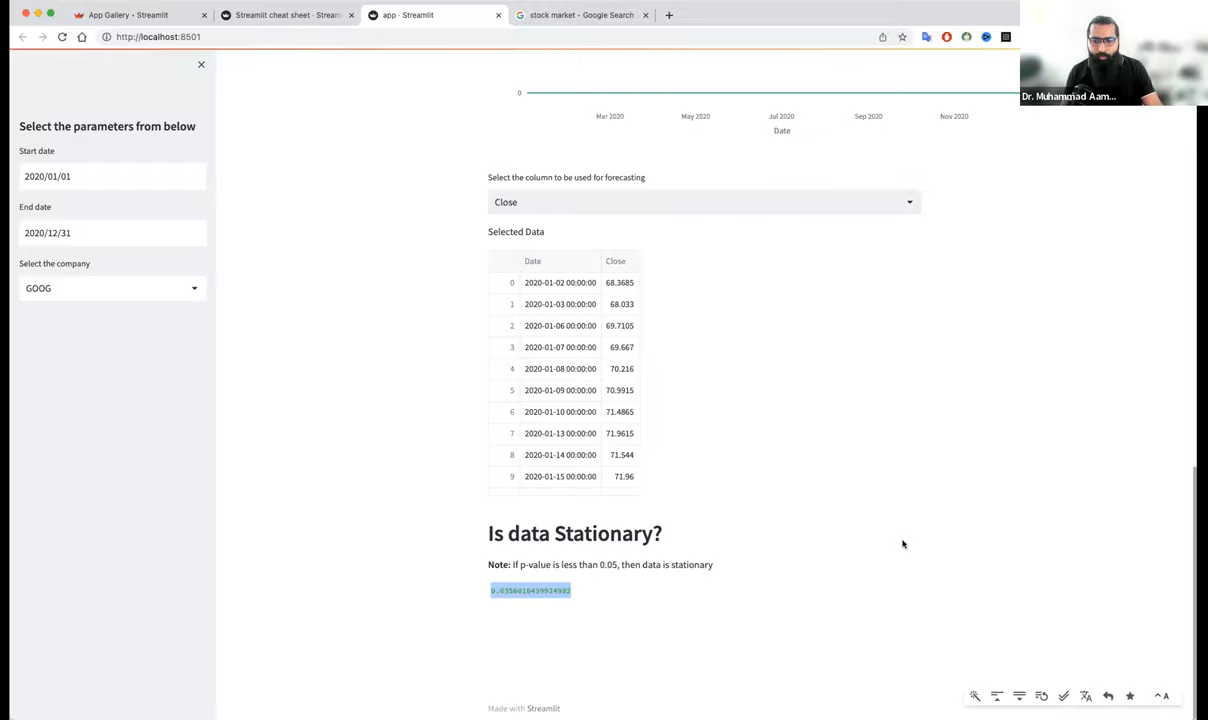 App Gallery · Streamlit
Streamlit cheat sheet · Stream
app · Streamlit
stock market - Google Search
http://localhost:8501
Dr. Muhammad Aam...
Select the parameters from below
Start date
2020/01/01
End date
2020/12/31
Select the company
GOOG
0
Mar 2020
May 2020
Jul 2020
Sep 2020
Nov 2020
Date
Select the column to be used for forecasting
Close
Selected Data
Date Close
0 2020-01-02 00:00:00 68.3685
1 2020-01-03 00:00:00 68.033
2 2020-01-06 00:00:00 69.7105
3 2020-01-07 00:00:00 69.667
4 2020-01-08 00:00:00 70.216
5 2020-01-09 00:00:00 70.9915
6 2020-01-10 00:00:00 71.4865
7 2020-01-13 00:00:00 71.9615
8 2020-01-14 00:00:00 71.544
9 2020-01-15 00:00:00 71.96
Is data Stationary?
Note: If p-value is less than 0.05, then data is stationary
Made with Streamlit
A